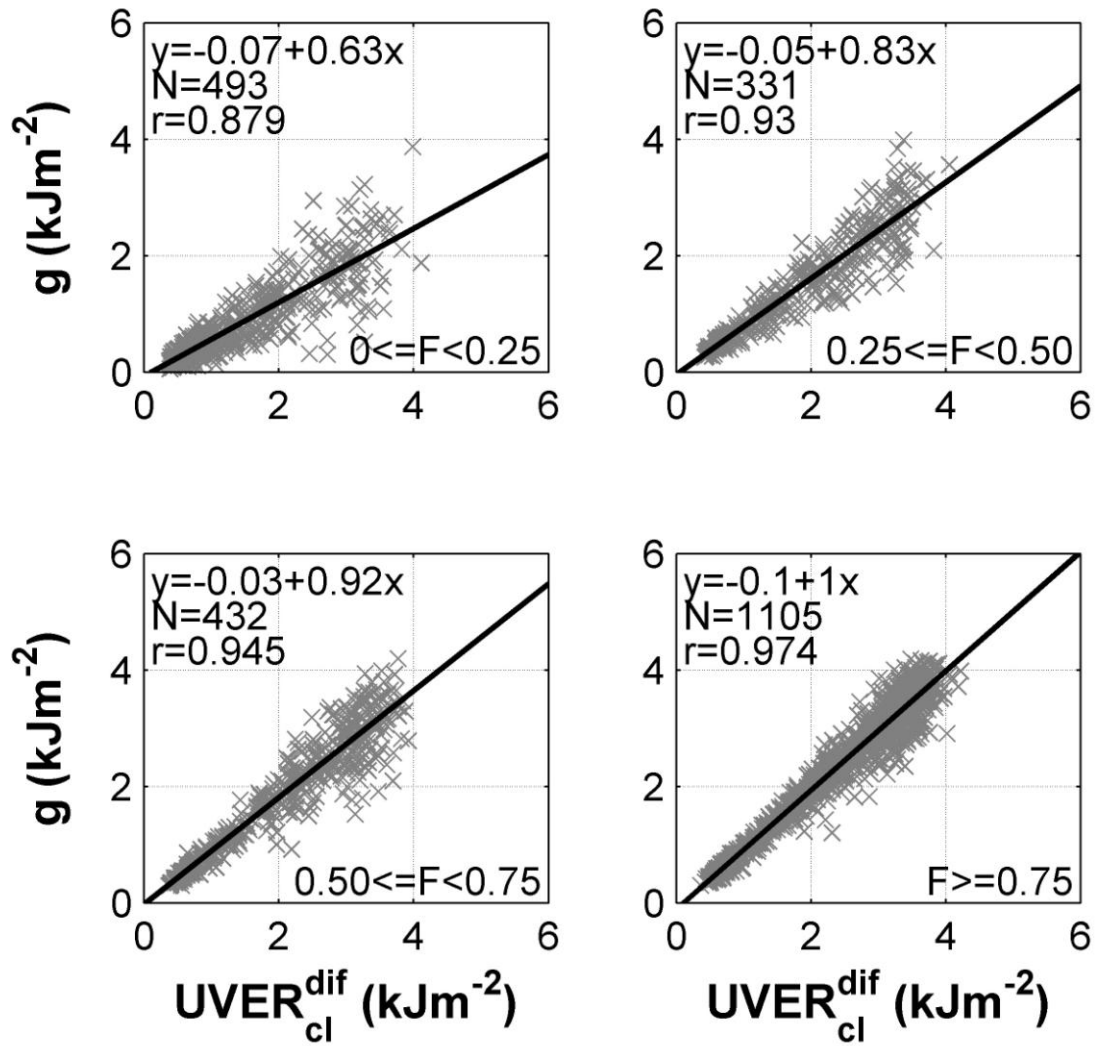 6
4
2
0
g (kJm⁻²)
y=-0.07+0.63x
N=493
r=0.879
0<=F<0.25
0 2 4 6
6
4
2
0
y=-0.05+0.83x
N=331
r=0.93
0.25<=F<0.50
0 2 4 6
6
4
2
0
g (kJm⁻²)
y=-0.03+0.92x
N=432
r=0.945
0.50<=F<0.75
0 2 4 6
UVER_cl^dif (kJm⁻²)
6
4
2
0
y=-0.1+1x
N=1105
r=0.974
F>=0.75
0 2 4 6
UVER_cl^dif (kJm⁻²)